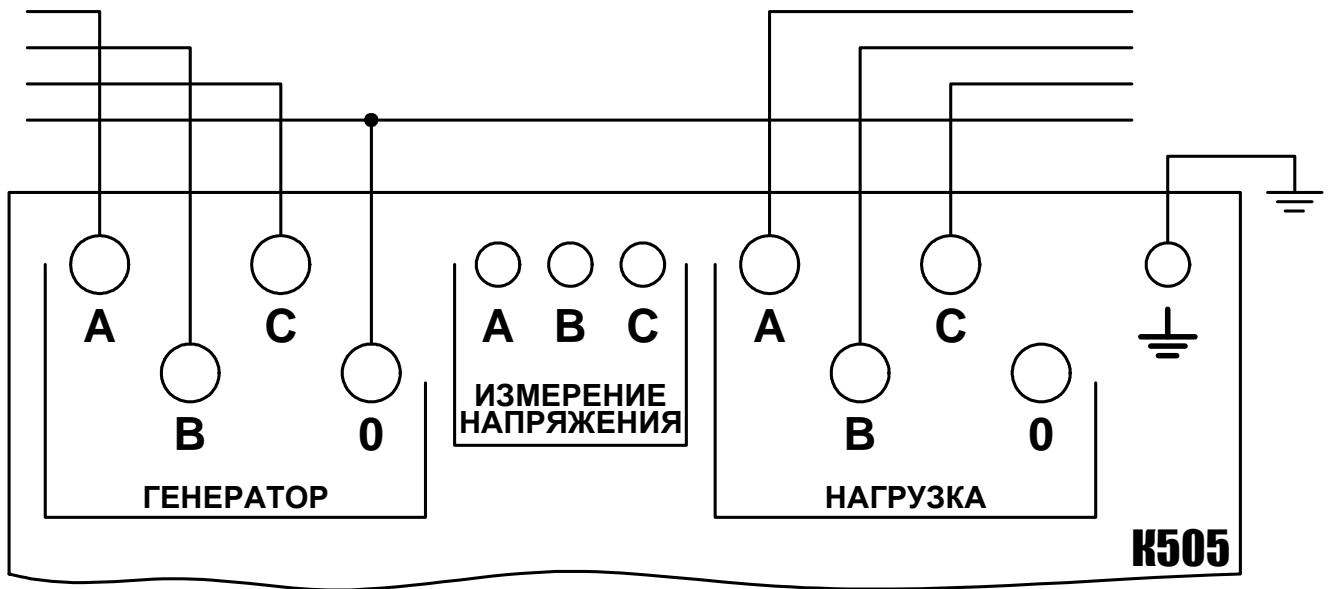 А С А В С А С
В 0 ИЗМЕРЕНИЕ В 0
НАПРЯЖЕНИЯ
ГЕНЕРАТОР НАГРУЗКА
К505